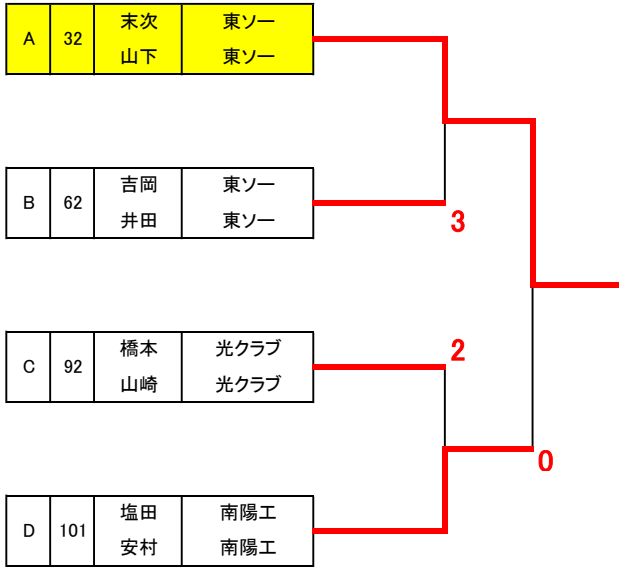 A 32 末次 東ソー
山下 東ソー
B 62 吉岡 東ソー
井田 東ソー
3
2
C 92 橋本 光クラブ
山崎 光クラブ
0
D 101 塩田 南陽工
安村 南陽工